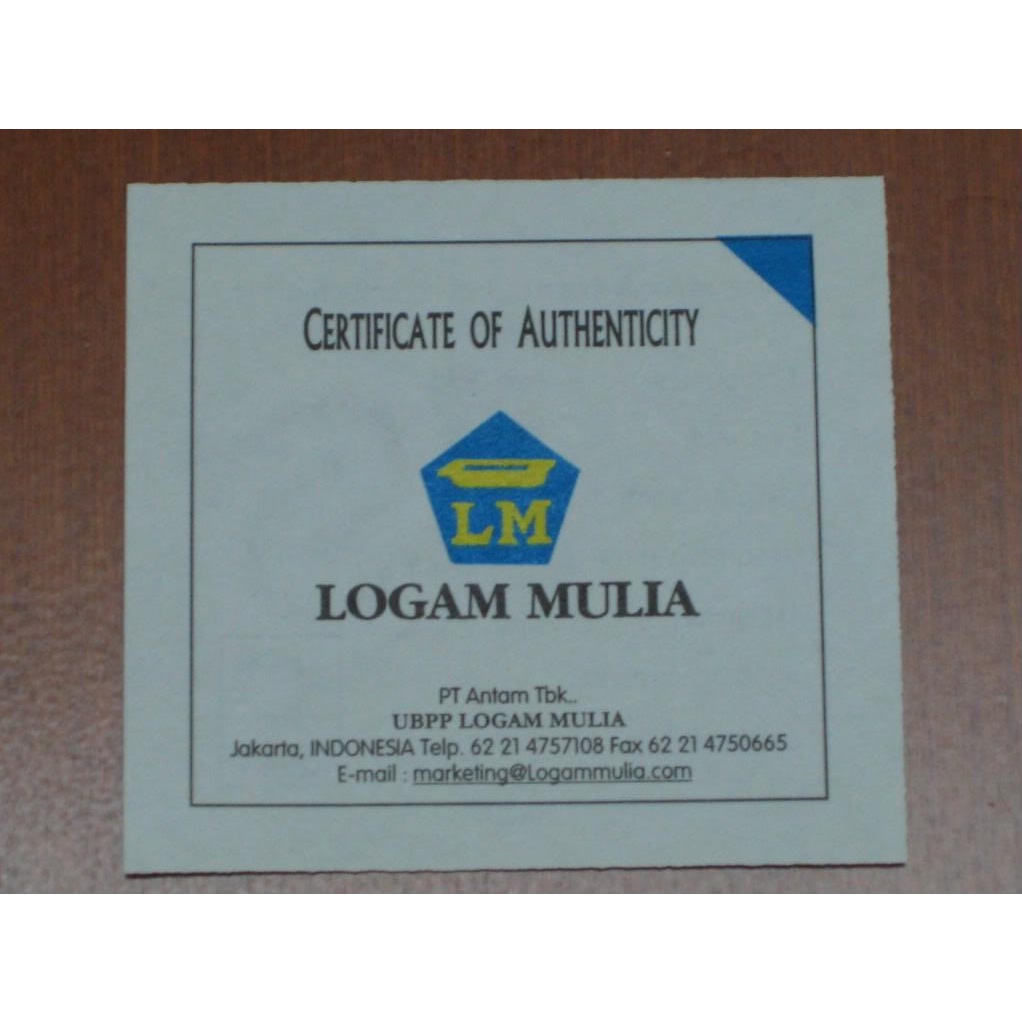 CERTIFICATE OF AUTHENTICITY
LM
LOGAM MULIA
PT Antam Tbk..
UBPP LOGAM MULIA
Jakarta, INDONESIA Telp. 62 21 4757108 Fax 62 21 4750665
E-mail : marketing@Logammulia.com